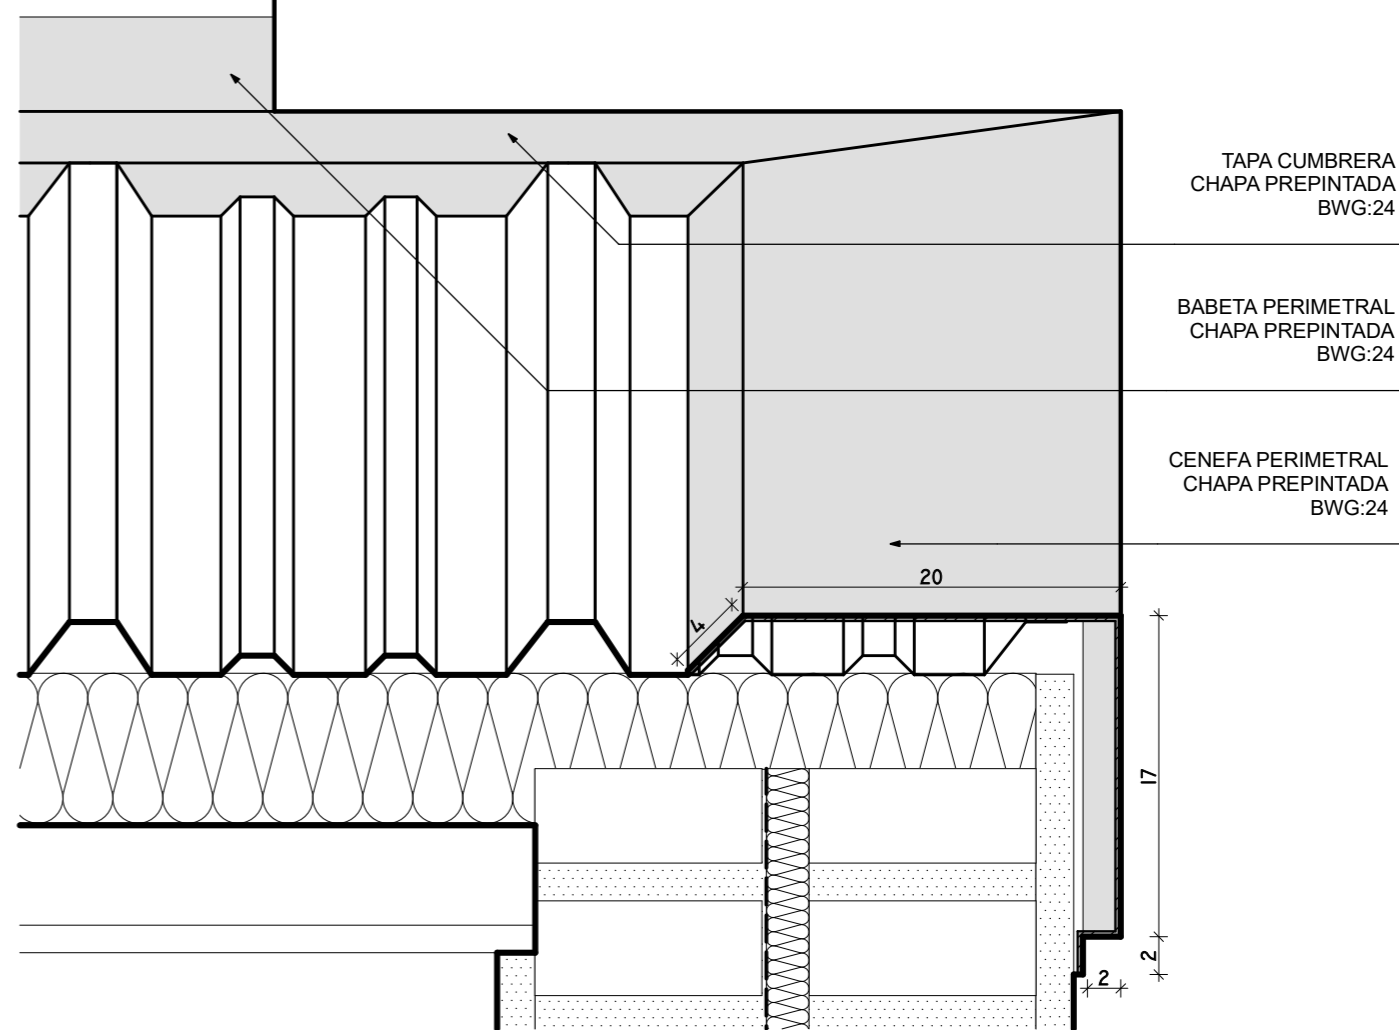 TAPA CUMBRERA
CHAPA PREPINTADA
BWG:24
BABETA PERIMETRAL
CHAPA PREPINTADA
BWG:24
CENEFA PERIMETRAL
CHAPA PREPINTADA
BWG:24
20
4
17
2
2